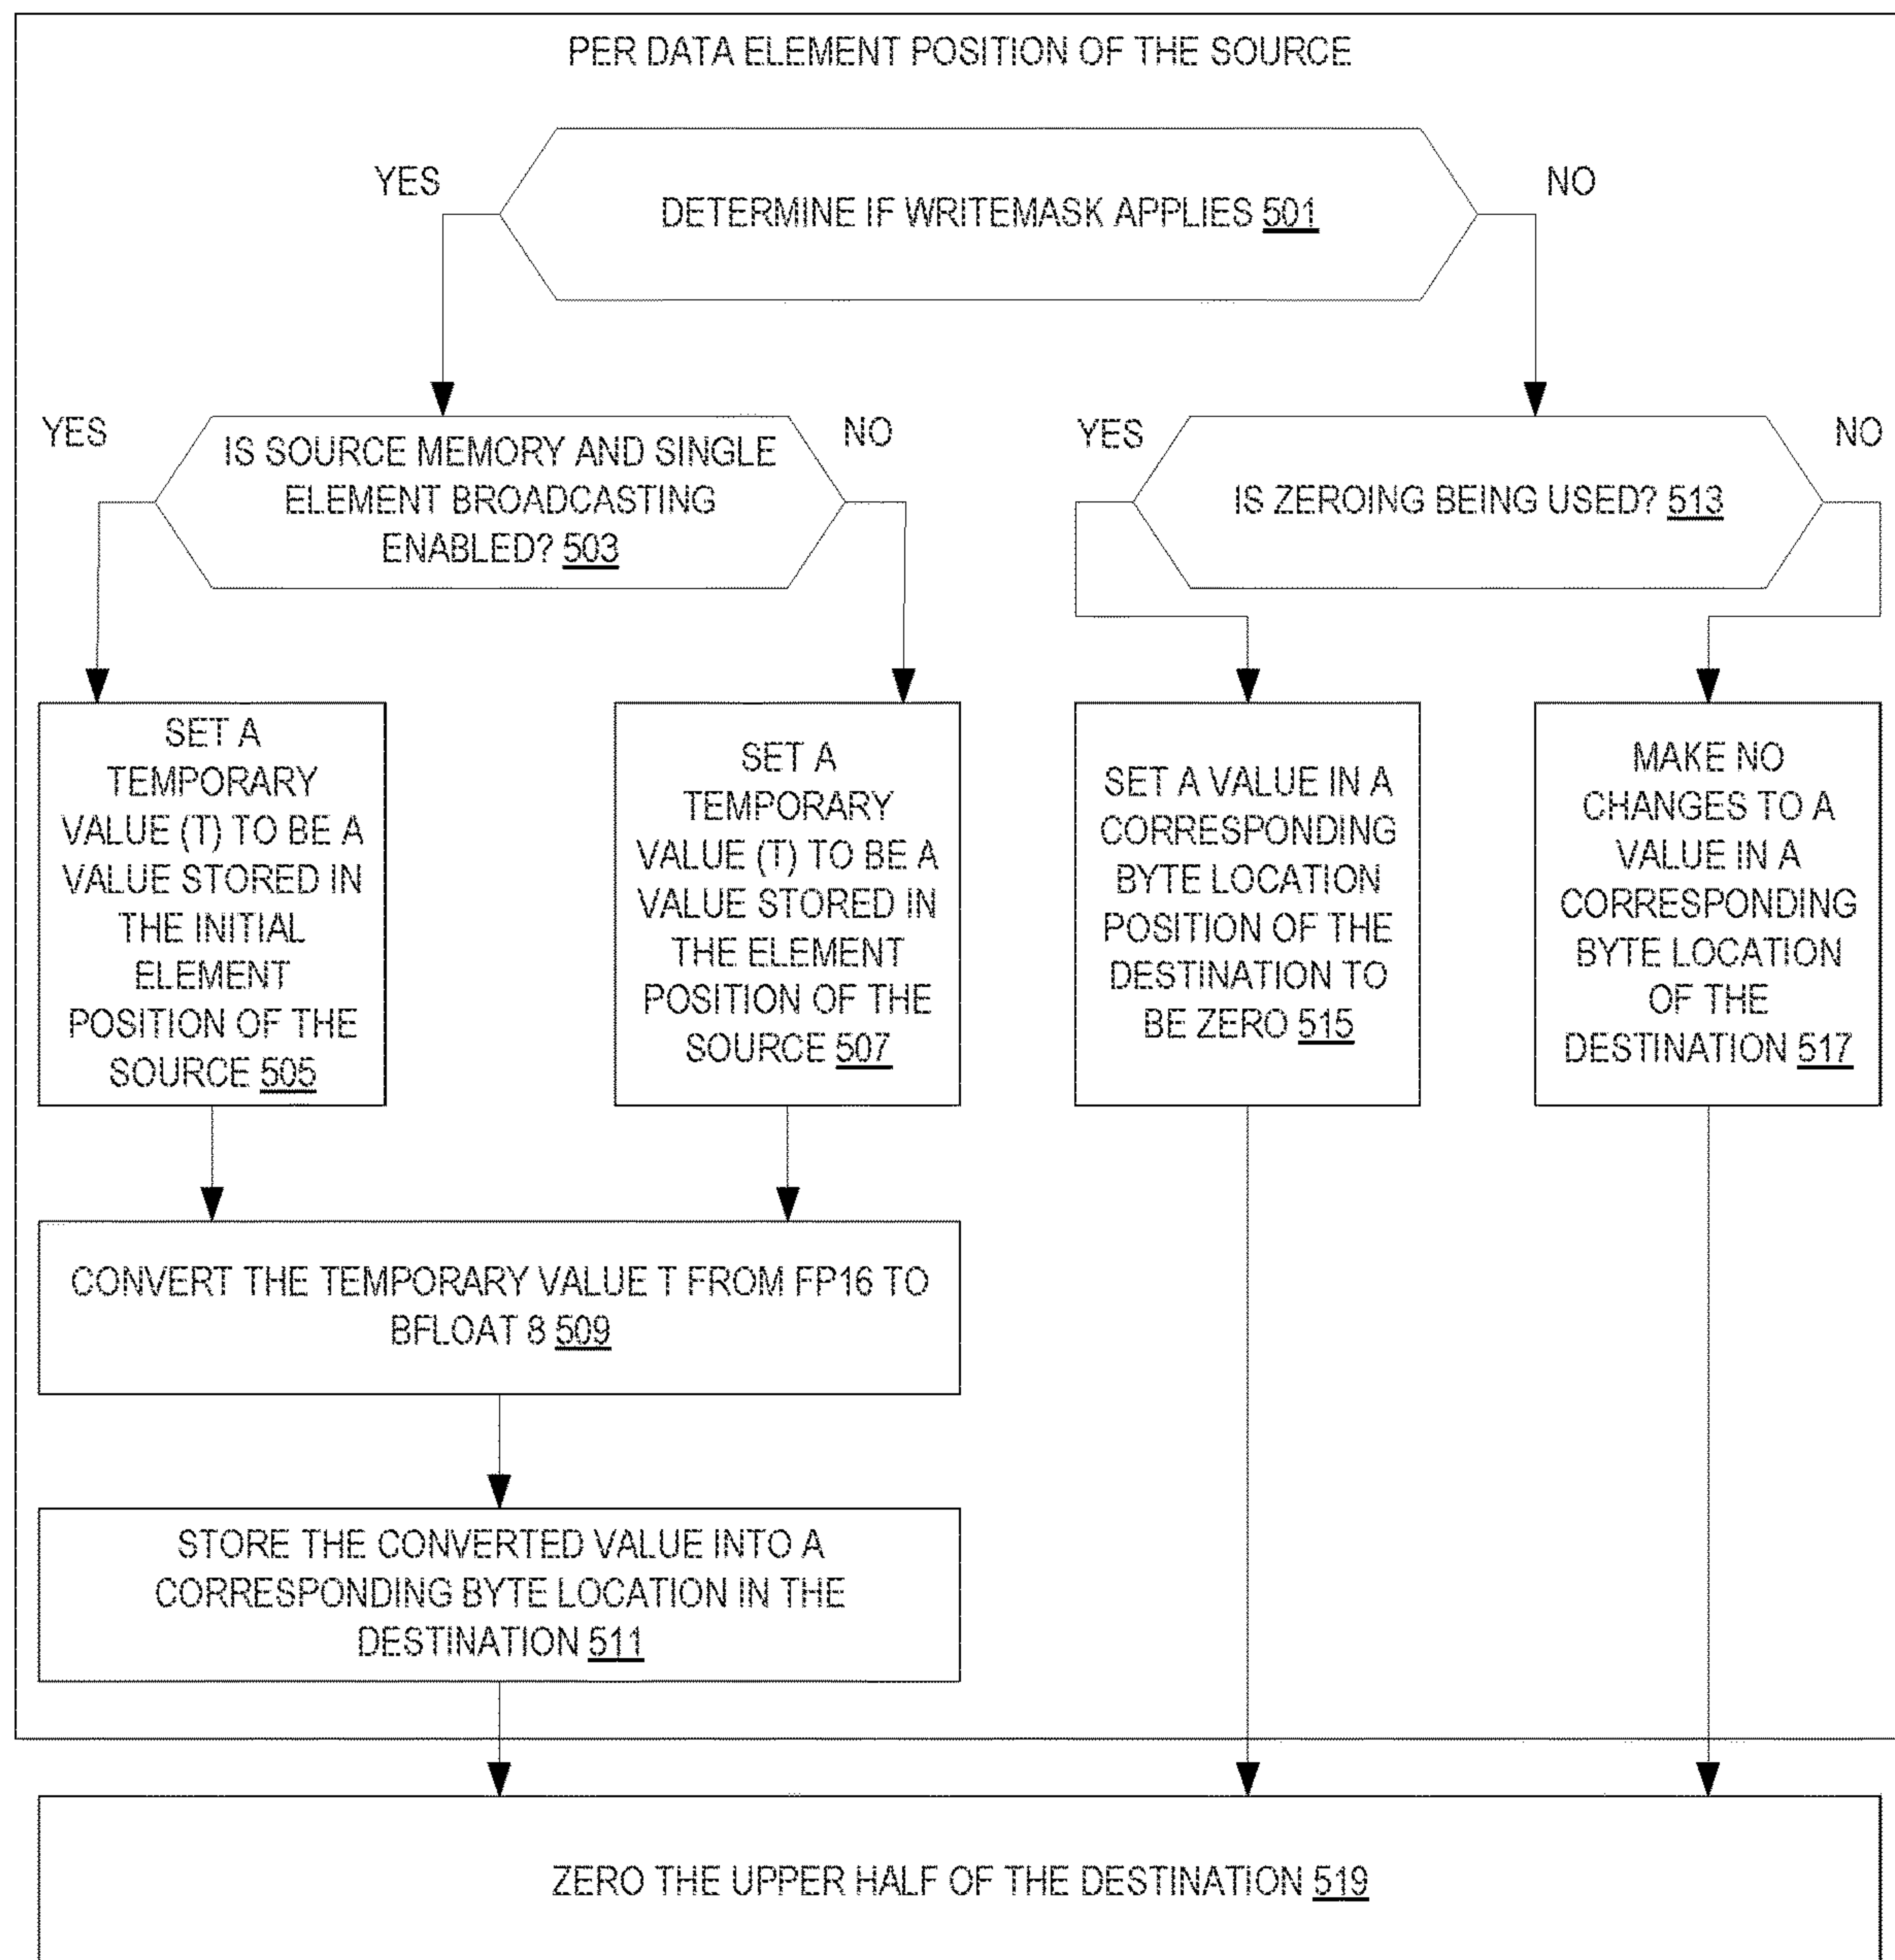 PER DATA ELEMENT POSITION OF THE SOURCE
YES
NO
DETERMINE IF WRITEMASK APPLIES 501
YES
IS SOURCE MEMORY AND SINGLE
ELEMENT BROADCASTING
ENABLED? 503
NO
YES
IS ZEROING BEING USED? 513
NO
SET A
TEMPORARY
VALUE (T) TO BE A
VALUE STORED IN
THE INITIAL
ELEMENT
POSITION OF THE
SOURCE 505
SET A
TEMPORARY
VALUE (T) TO BE A
VALUE STORED IN
THE ELEMENT
POSITION OF THE
SOURCE 507
SET A VALUE IN A
CORRESPONDING
BYTE LOCATION
POSITION OF THE
DESTINATION TO
BE ZERO 515
MAKE NO
CHANGES TO A
VALUE IN A
CORRESPONDING
BYTE LOCATION
OF THE
DESTINATION 517
CONVERT THE TEMPORARY VALUE T FROM FP16 TO
BFLOAT 8 509
STORE THE CONVERTED VALUE INTO A
CORRESPONDING BYTE LOCATION IN THE
DESTINATION 511
ZERO THE UPPER HALF OF THE DESTINATION 519